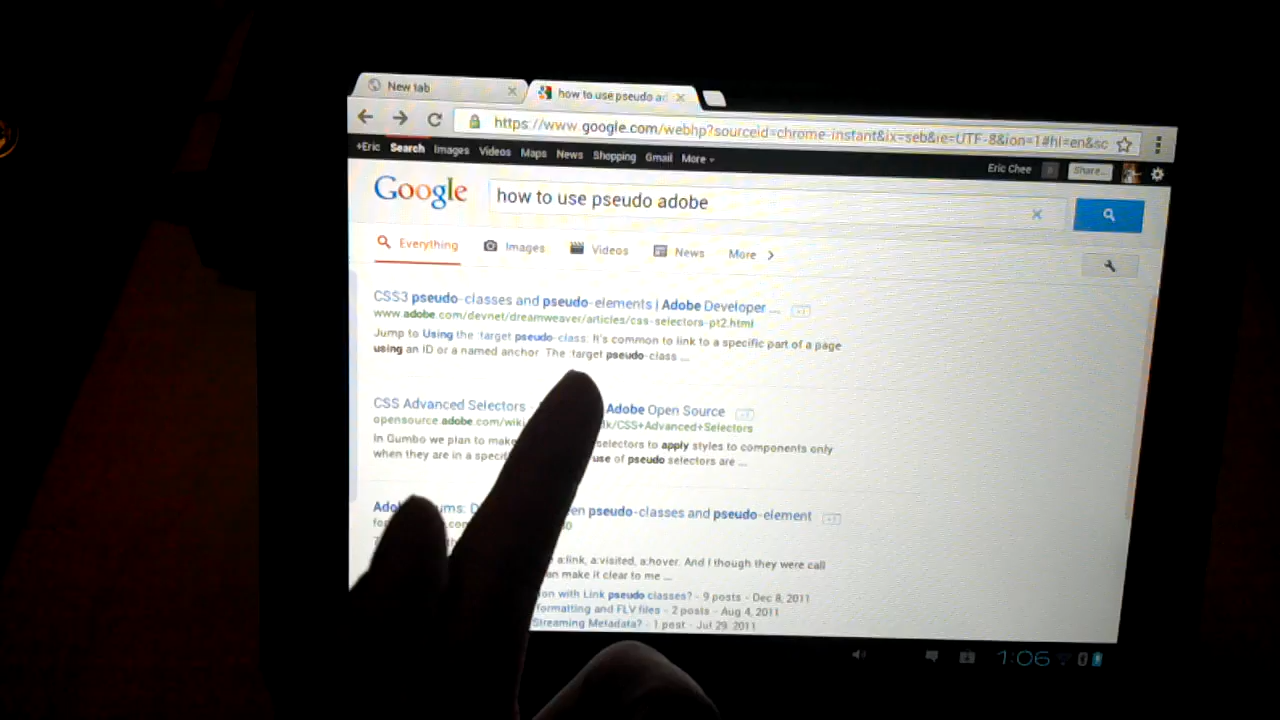 New tab
how to use pseudo ad
https://www.google.com/webhp?sourceid=chrome-instant&ix=seb&ie=UTF-8&ion=1#hl=en&sc
+Eric Search Images Videos Maps News Shopping Gmail More
Eric Chee Share...
Google how to use pseudo adobe
Everything Images Videos News More
CSS3 pseudo-classes and pseudo-elements | Adobe Developer ... +1
www.adobe.com/devnet/dreamweaver/articles/css-selectors-pt2.html
Jump to Using the :target pseudo-class: It's common to link to a specific part of a page
using an ID or a named anchor. The :target pseudo-class ...
CSS Advanced Selectors - Adobe Open Source +1
opensource.adobe.com/wiki k/CSS+Advanced+Selectors
In Gumbo we plan to make selectors to apply styles to components only
when they are in a specif use of pseudo selectors are ...
pseudo-classes and pseudo-element +1
a:link, a:visited, a:hover. And I though they were call
make it clear to me ...
with Link pseudo classes? - 9 posts - Dec 8, 2011
formatting and FLV files - 2 posts - Aug 4, 2011
Streaming Metadata? - 1 post - Jul 29, 2011
1:06